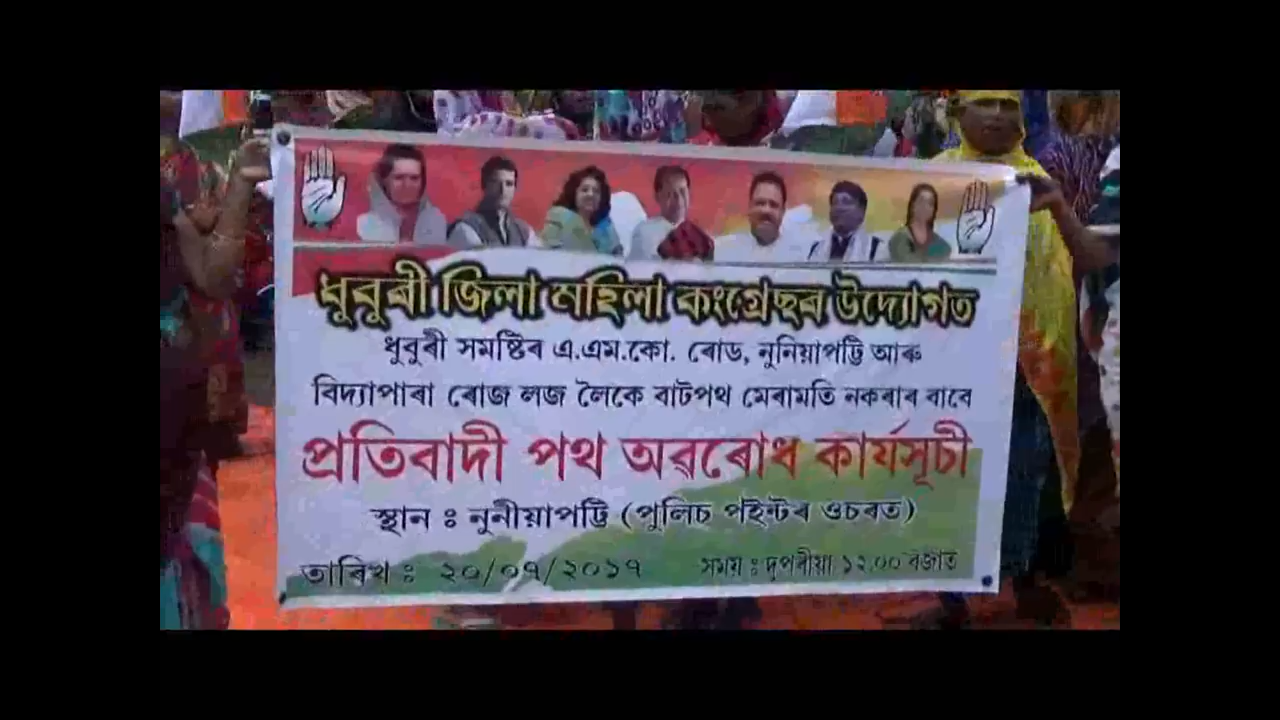 ধুবুৰী জিলা মহিলা কংগ্ৰেছৰ উদ্যোগত
ধুবুৰী সমষ্টিৰ এ.এম.কো. ৰোড, নুনিয়াপট্টি আৰু
বিদ্যাপাৰা ৰোজ লজ লৈকে বাটপথ মেৰামতি নকৰাৰ বাবে
প্ৰতিবাদী পথ অৱৰোধ কাৰ্যসূচী
স্থান ঃ নুনীয়াপট্টি (পুলিচ পইন্টৰ ওচৰত)
তাৰিখ ঃ ২০/০৭/২০১৭ সময় ঃ দুপৰীয়া ১২.০০ বজাত